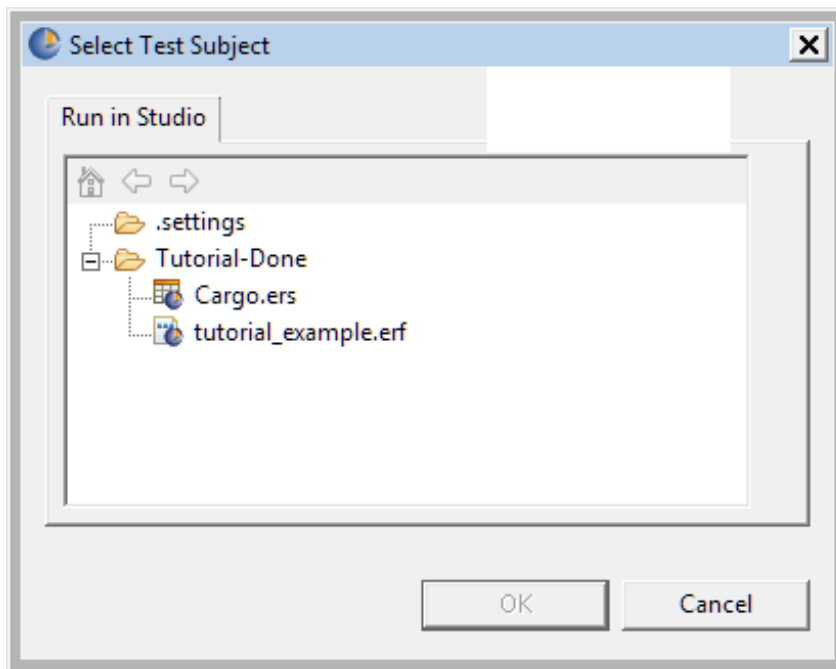 Select Test Subject
Run in Studio
.settings
Tutorial-Done
Cargo.ers
tutorial_example.erf
OK
Cancel